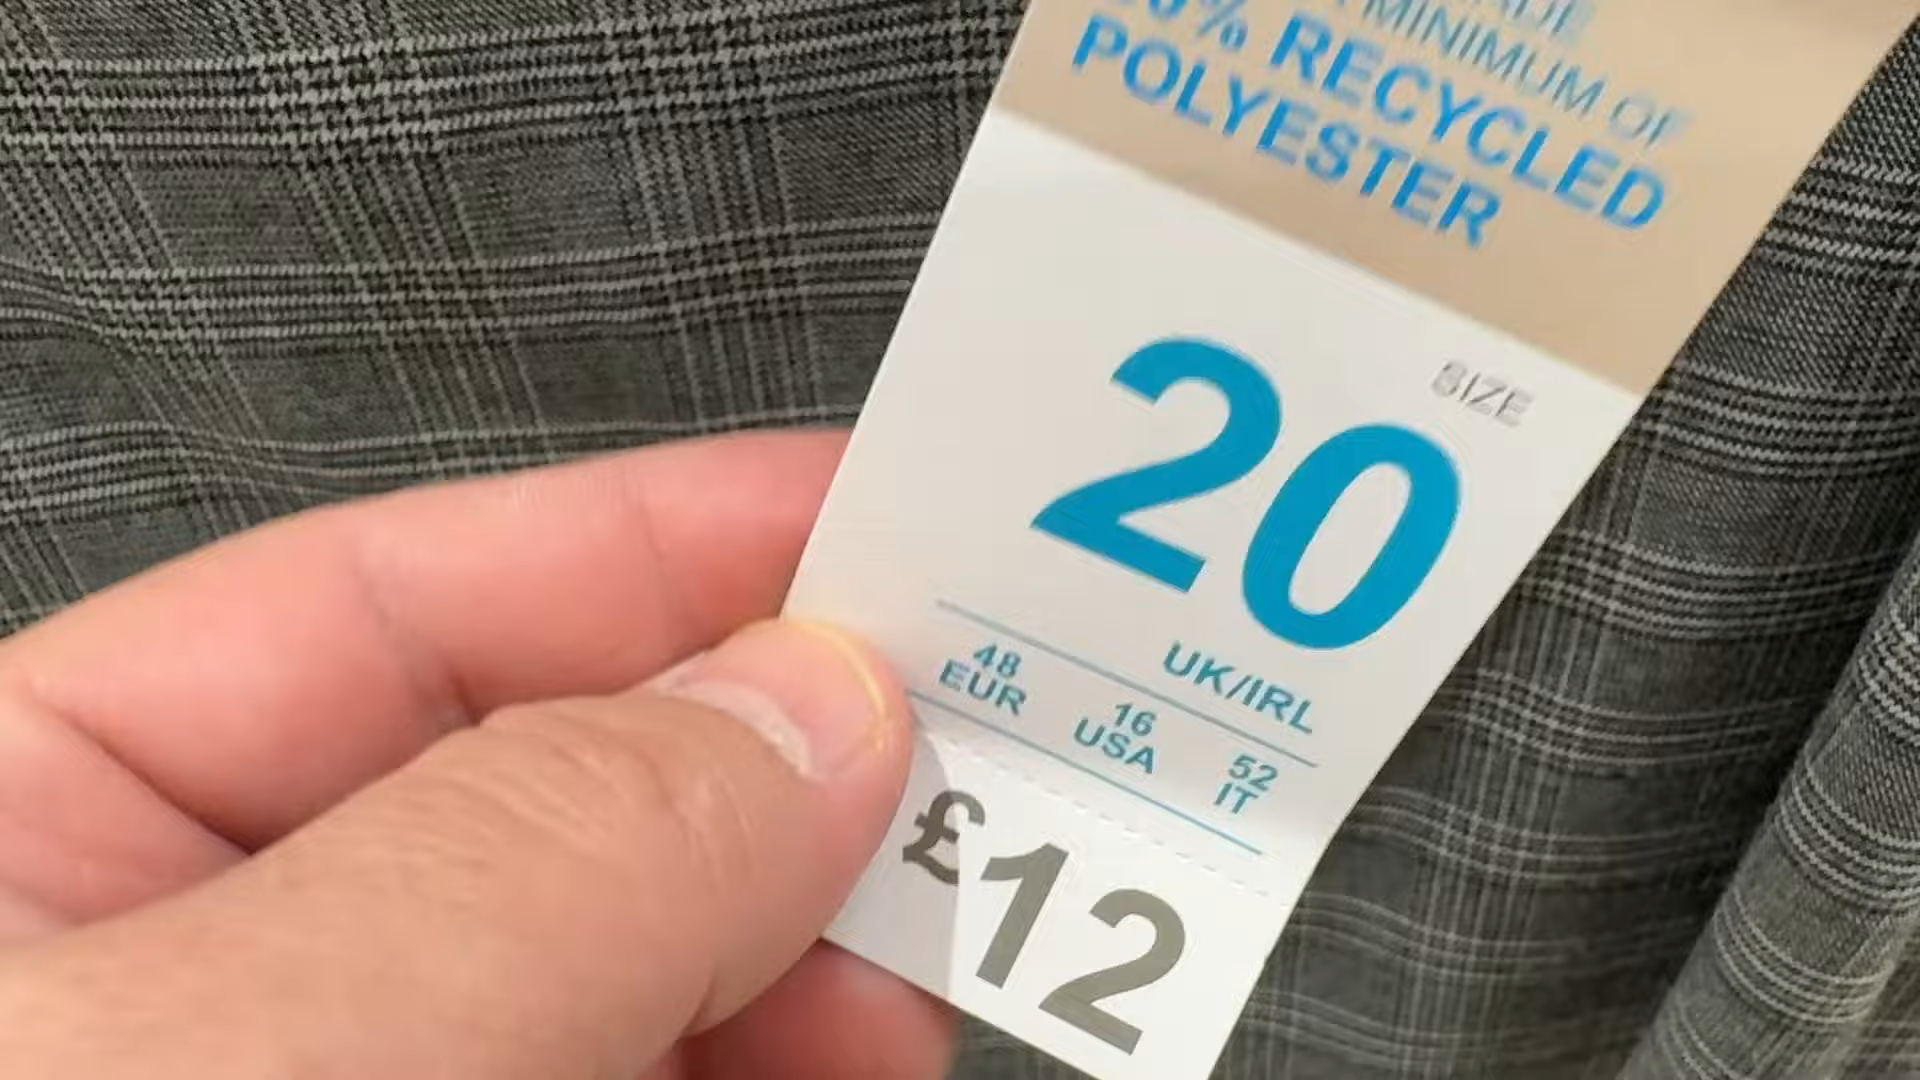 MINIMUM OF
% RECYCLED
POLYESTER
SIZE
20
UK/IRL
48
EUR
16
USA
52
IT
£12